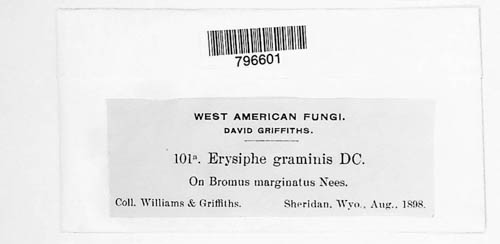 796601
WEST AMERICAN FUNGI.
DAVID GRIFFITHS.
101ª. Erysiphe graminis DC.
On Bromus marginatus Nees.
Coll. Williams & Griffiths. Sheridan, Wyo., Aug., 1898.